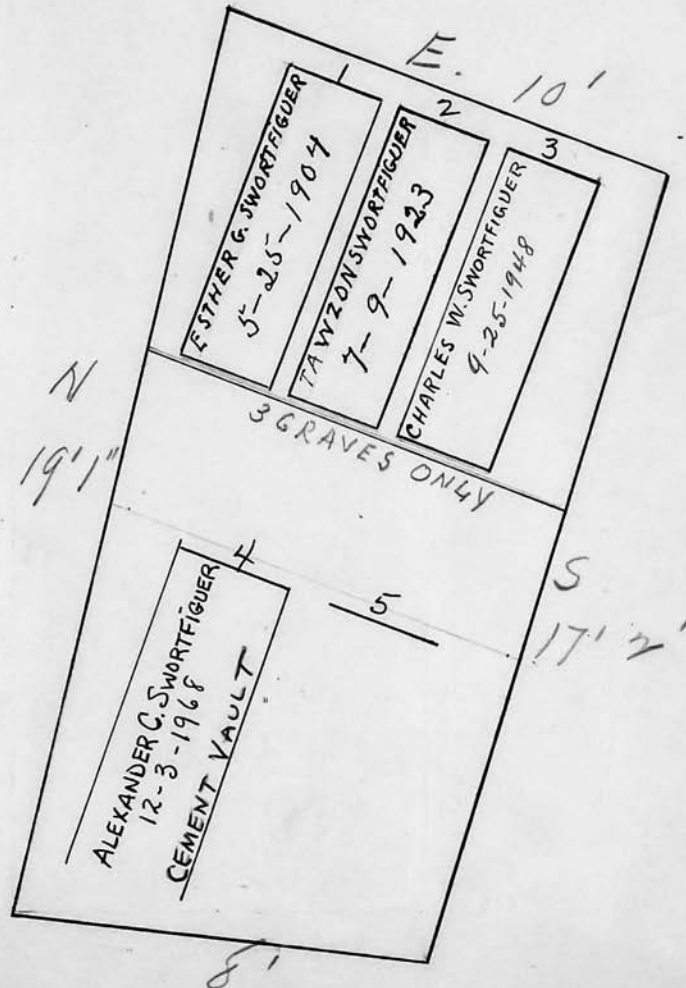 E. 10'
1
ESTHER G. SWORTFIGUER
5-25-1904
2
TAWZON SWORTFIGUER
7-9-1923
3
CHARLES W. SWORTFIGUER
9-25-1948
N
19'1"
3 GRAVES ONLY
S
17' 2"
4
ALEXANDER C. SWORTFIGUER
12-3-1968
CEMENT VAULT
5
8'